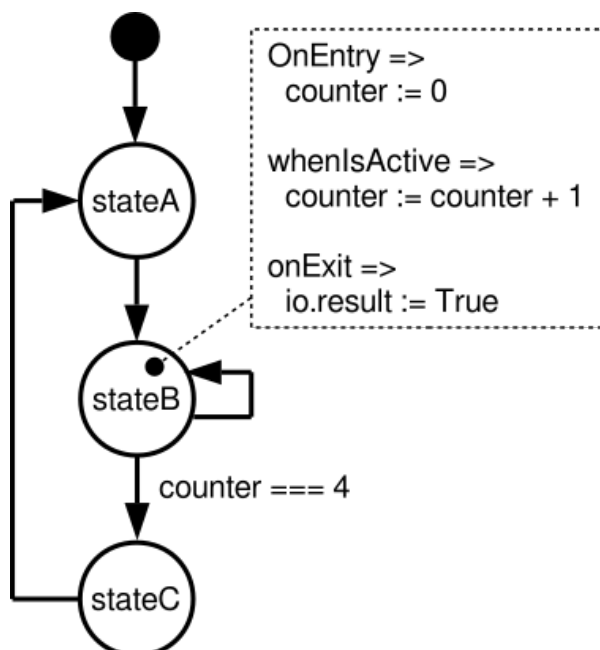 OnEntry =>
counter := 0
whenIsActive =>
counter := counter + 1
onExit =>
io.result := True
stateA
stateB
counter === 4
stateC